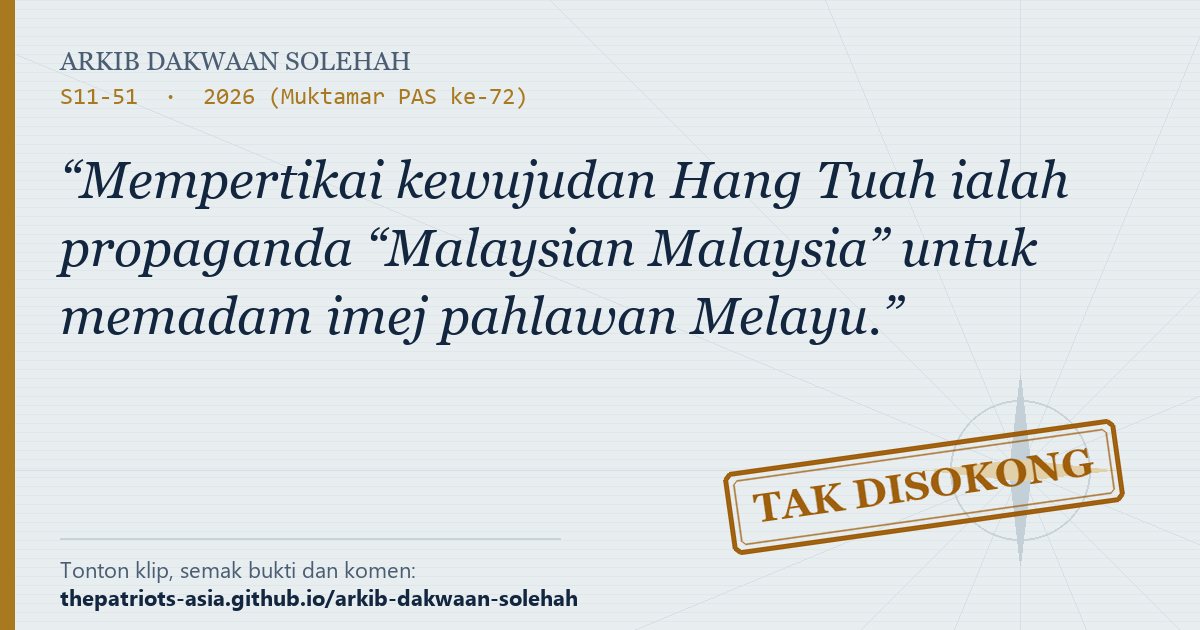 ARKIB DAKWAAN SOLEHAH
S11-51 · 2026 (Muktamar PAS ke-72)
“Mempertikai kewujudan Hang Tuah ialah
propaganda “Malaysian Malaysia” untuk
memadam imej pahlawan Melayu.”
TAK DISOKONG
Tonton klip, semak bukti dan komen:
thepatriots-asia.github.io/arkib-dakwaan-solehah